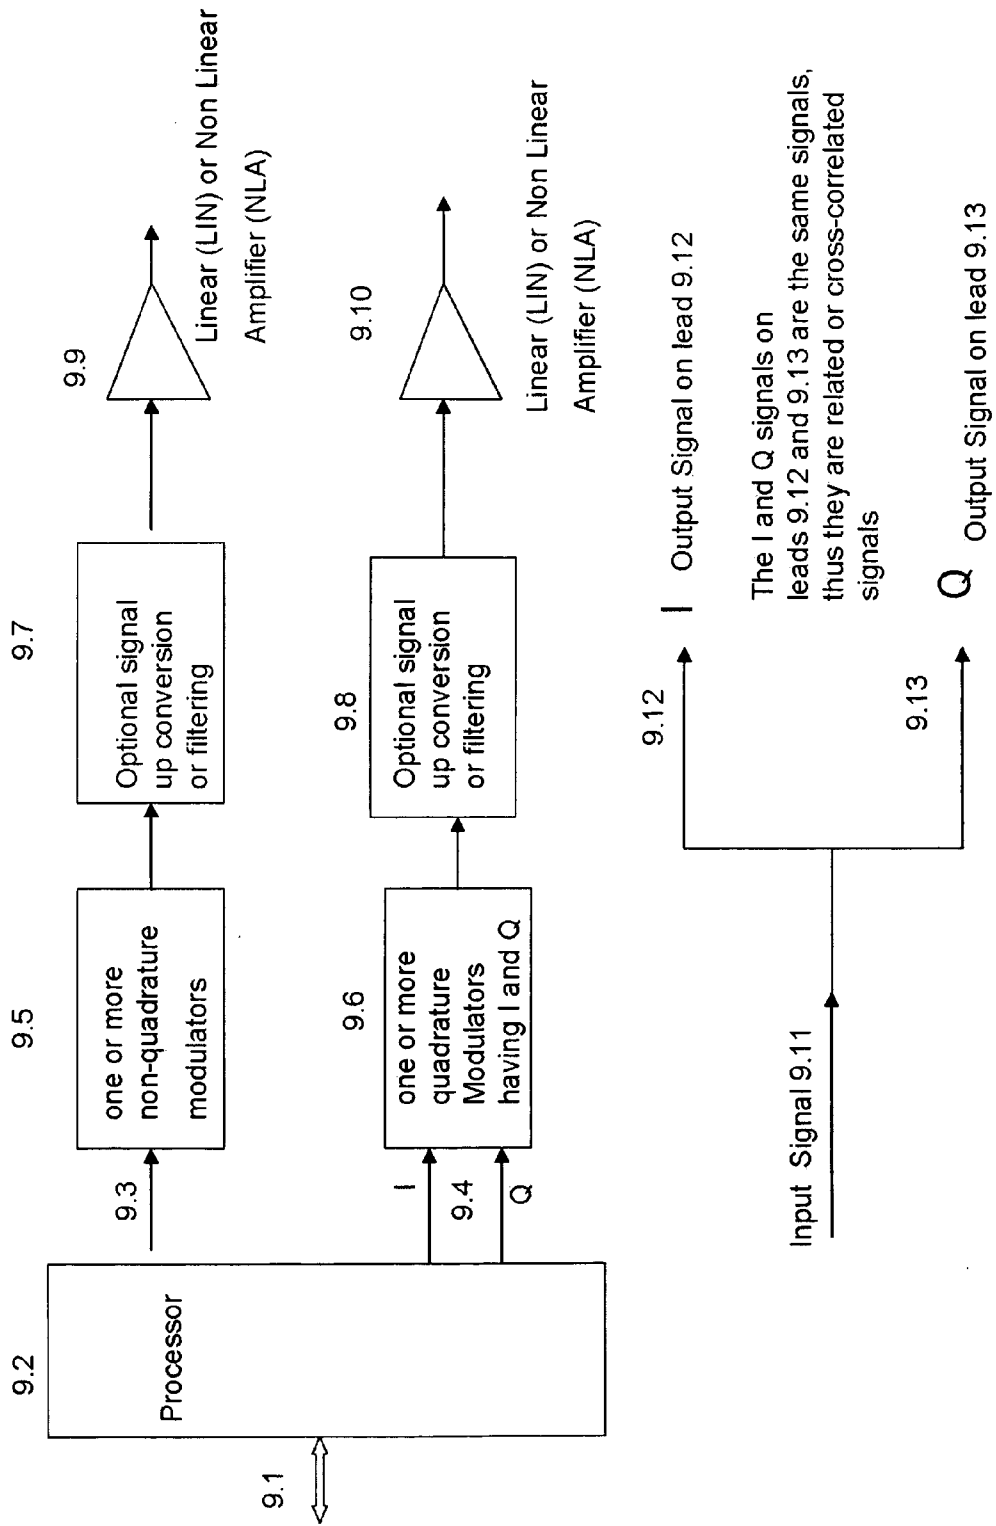 9.1
9.2
Processor
9.3
9.5
one or more
non-quadrature
modulators
9.7
Optional signal
up conversion
or filtering
9.9
Linear (LIN) or Non Linear
Amplifier (NLA)
I
9.4
Q
9.6
one or more
quadrature
Modulators
having I and Q
9.8
Optional signal
up conversion
or filtering
9.10
Linear (LIN) or Non Linear
Amplifier (NLA)
Input Signal 9.11
9.12
I Output Signal on lead 9.12
The I and Q signals on
leads 9.12 and 9.13 are the same signals,
thus they are related or cross-correlated
signals
9.13
Q Output Signal on lead 9.13